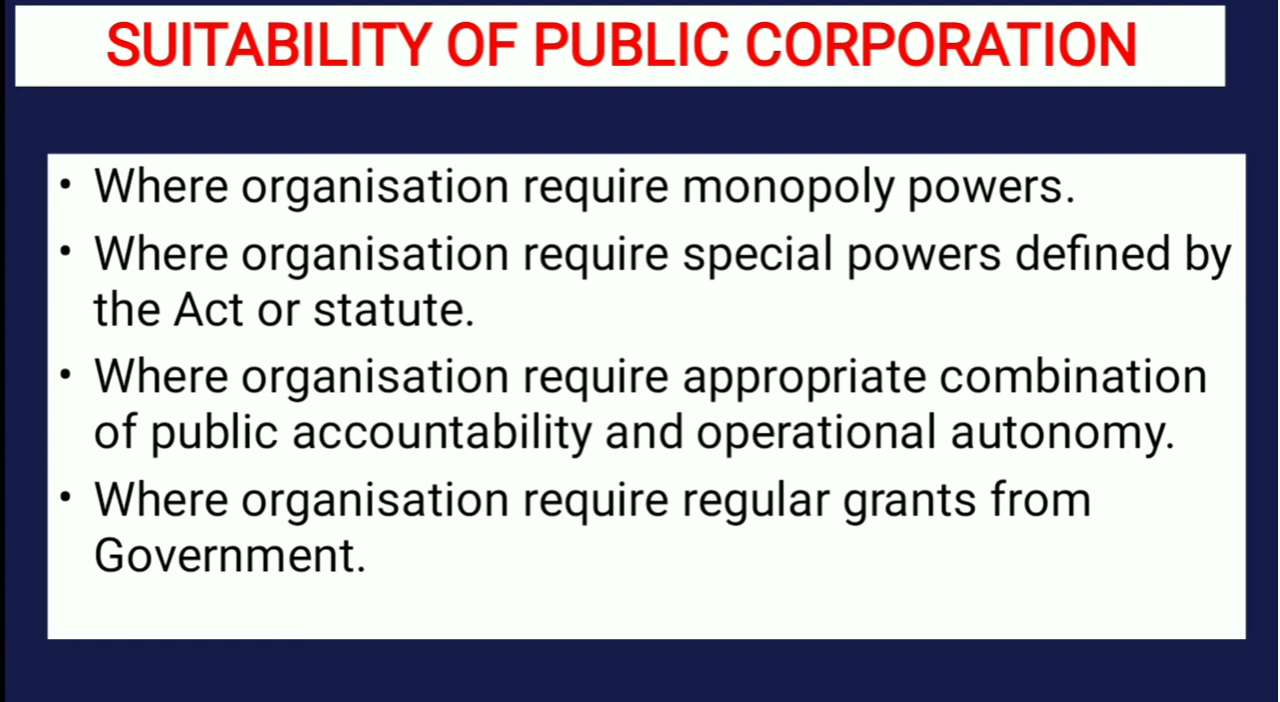 SUITABILITY OF PUBLIC CORPORATION
• Where organisation require monopoly powers.
• Where organisation require special powers defined by
the Act or statute.
• Where organisation require appropriate combination
of public accountability and operational autonomy.
• Where organisation require regular grants from
Government.